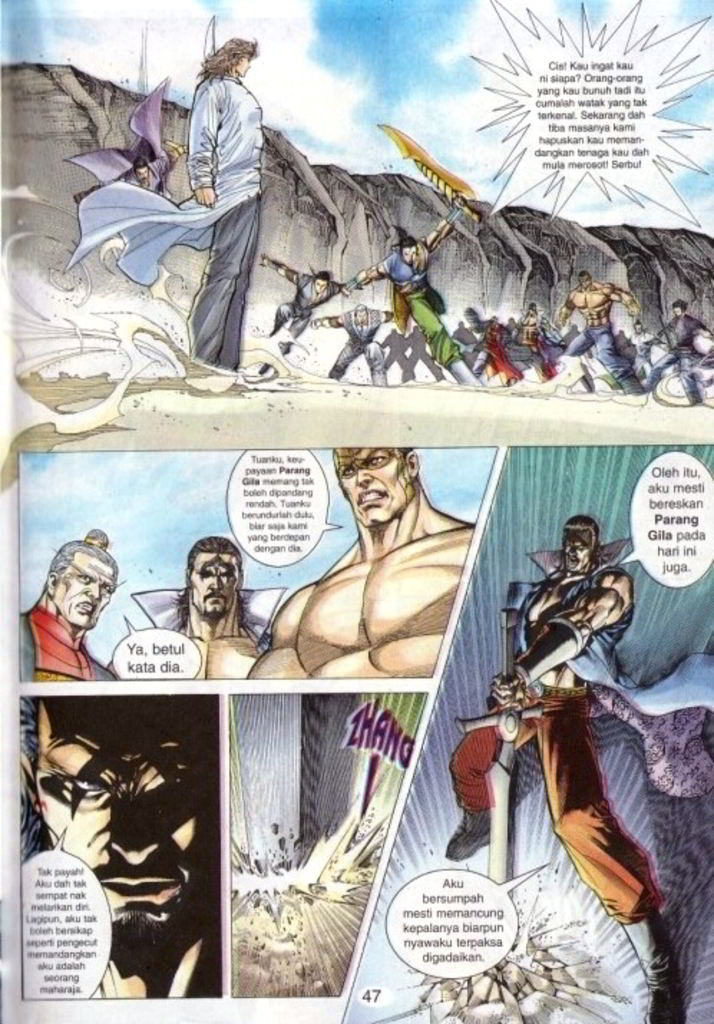 Cis! Kau ingat kau
ni siapa? Orang-orang
yang kau bunuh tadi itu
cumalah watak yang tak
terkenal. Sekarang dah
tiba masanya kami
hapuskan kau meman-
dangkan tenaga kau dah
mula merosot! Serbu!
Tuanku, keu-
payaan Parang
Gila memang tak
boleh dipandang
rendah. Tuanku
berundurlah dulu,
biar saja kami
yang berdepan
dengan dia.
Ya, betul
kata dia.
Oleh itu,
aku mesti
bereskan
Parang
Gila pada
hari ini
juga.
Tak payah!
Aku dah tak
sempat nak
melarikan diri.
Lagipun, aku tak
boleh bersikap
seperti pengecut
memandangkan
aku adalah
seorang
maharaja.
ZHANG
!
Aku
bersumpah
mesti memancung
kepalanya biarpun
nyawaku terpaksa
digadaikan.
47